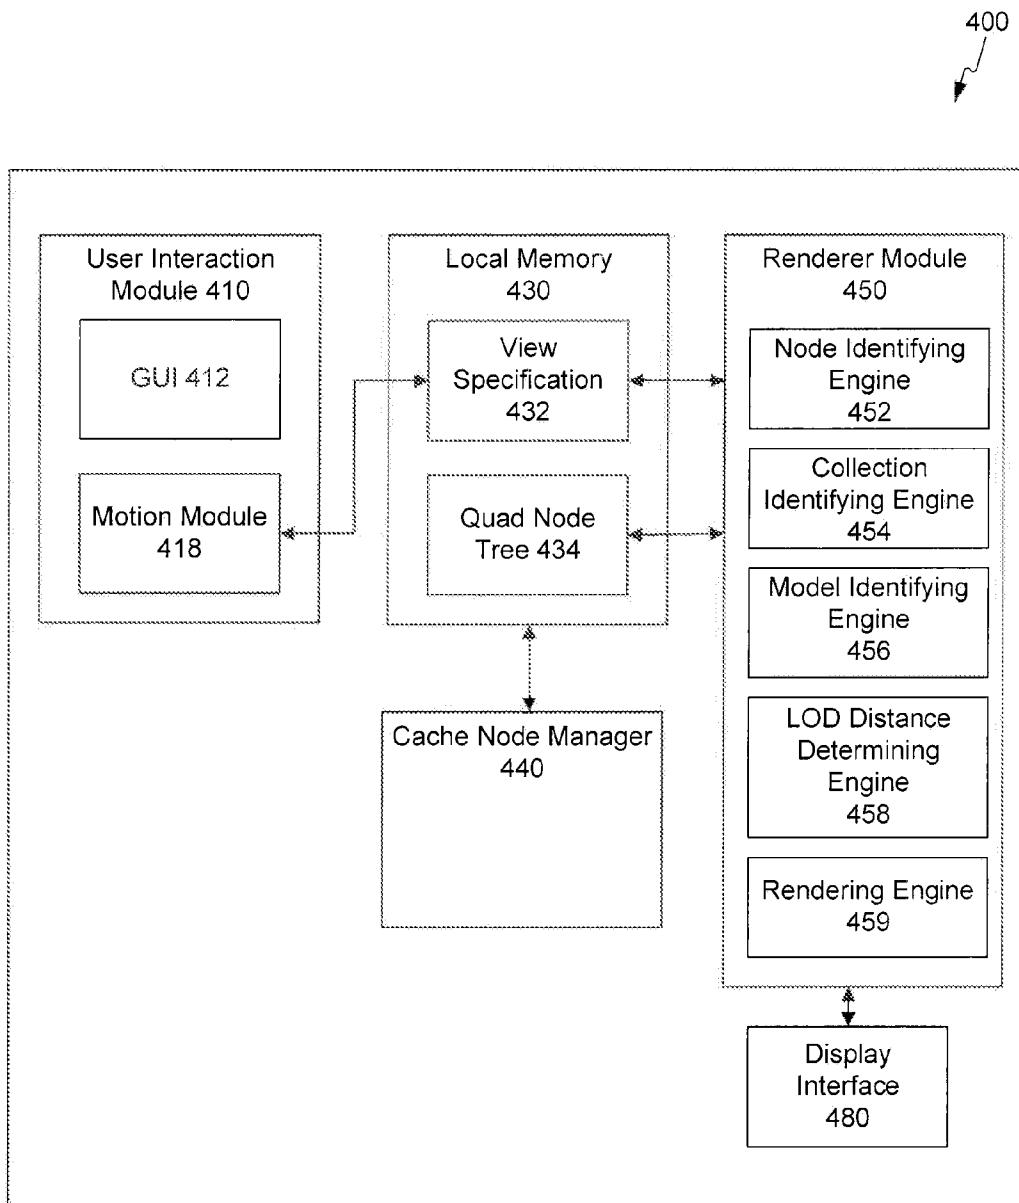 400
User Interaction
Module 410
GUI 412
Motion Module
418
Local Memory
430
View
Specification
432
Quad Node
Tree 434
Cache Node Manager
440
Renderer Module
450
Node Identifying
Engine
452
Collection
Identifying Engine
454
Model Identifying
Engine
456
LOD Distance
Determining
Engine
458
Rendering Engine
459
Display
Interface
480